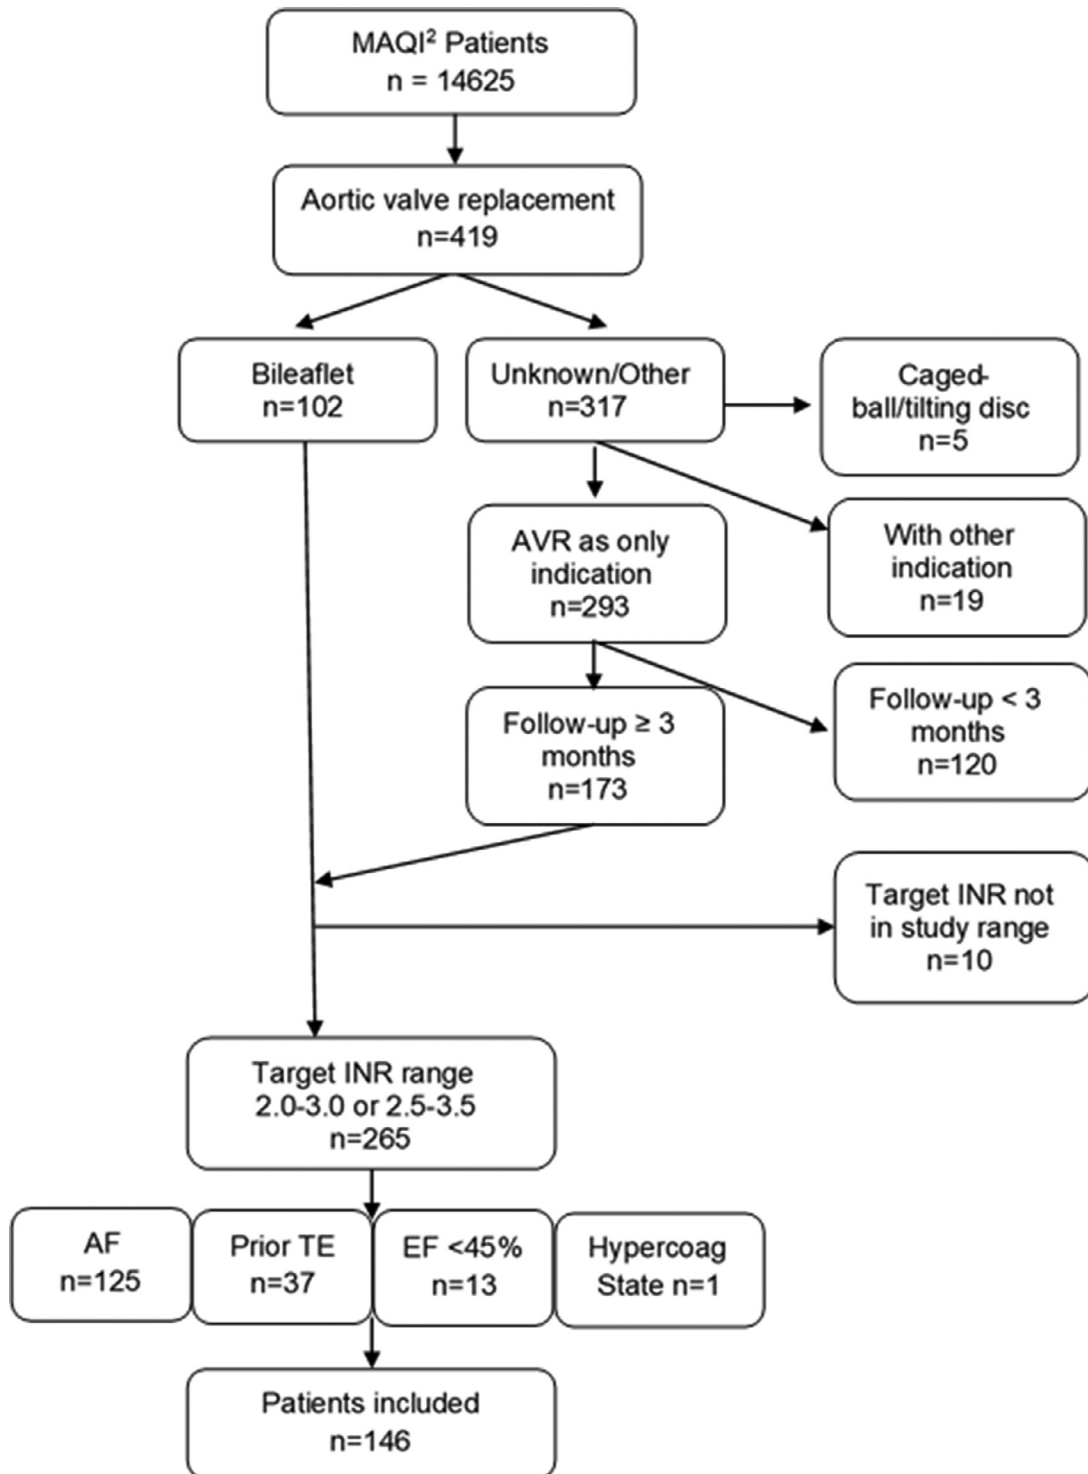 MAQI² Patients
n = 14625
Aortic valve replacement
n=419
Bileaflet
n=102
Unknown/Other
n=317
Caged-
ball/tilting disc
n=5
AVR as only
indication
n=293
With other
indication
n=19
Follow-up ≥ 3
months
n=173
Follow-up < 3
months
n=120
Target INR not
in study range
n=10
Target INR range
2.0-3.0 or 2.5-3.5
n=265
AF
n=125
Prior TE
n=37
EF <45%
n=13
Hypercoag
State n=1
Patients included
n=146